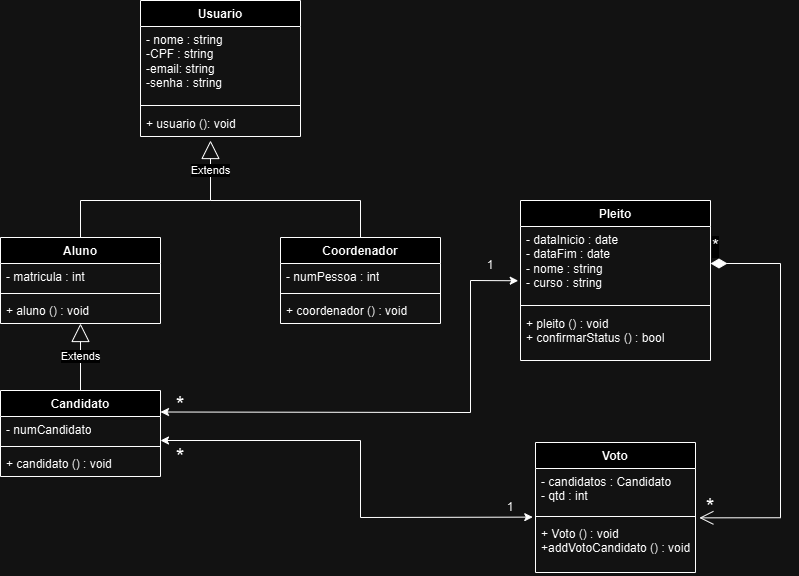 Usuario
- nome : string
-CPF : string
-email: string
-senha : string
+ usuario (): void
Extends
Aluno
- matricula : int
+ aluno () : void
Coordenador
- numPessoa : int
+ coordenador () : void
Pleito
- dataInicio : date
- dataFim : date
- nome : string
- curso : string
+ pleito () : void
+ confirmarStatus () : bool
*
1
Extends
Candidato
- numCandidato
+ candidato () : void
*
*
Voto
- candidatos : Candidato
- qtd : int
+ Voto () : void
+addVotoCandidato () : void
1
*